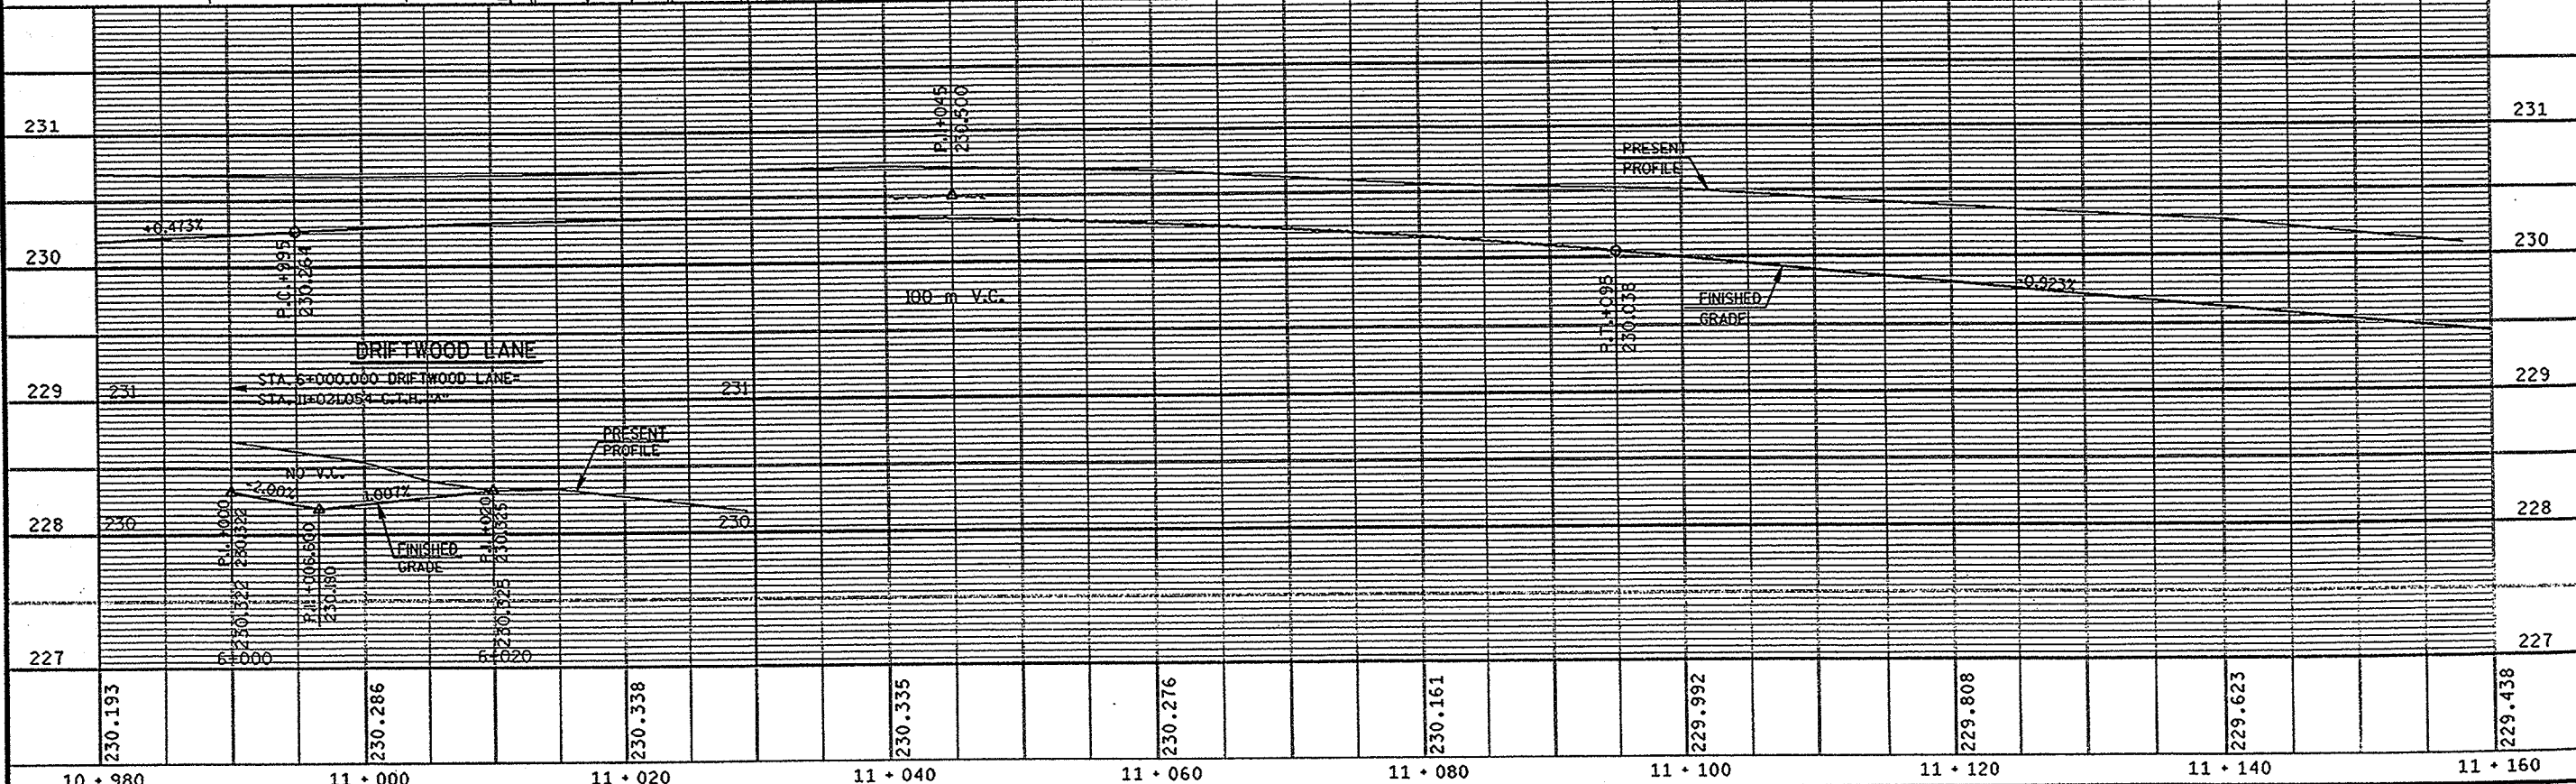 P.I.+045
230.500
231
231
PRESENT
PROFILE
+0.473%
P.C.+995
230.264
230
230
100 m V.C.
P.T.+095
230.038
FINISHED
GRADE
-0.923%
DRIFTWOOD LANE
STA. 6+000.000 DRIFTWOOD LANE=
STA. 11+021.054 C.T.H. "A"
229
231
231
229
PRESENT
PROFILE
NO V.C.
-2.00%
1.007%
228
230
230
228
P.I. +000
230.322
230.322
P.I. +006.600
230.190
FINISHED
GRADE
P.I. +020
230.325
230.325
227
6+000
6+020
227
230.193
230.286
230.338
230.335
230.276
230.161
229.992
229.808
229.623
229.438
10 + 980
11 + 000
11 + 020
11 + 040
11 + 060
11 + 080
11 + 100
11 + 120
11 + 140
11 + 160